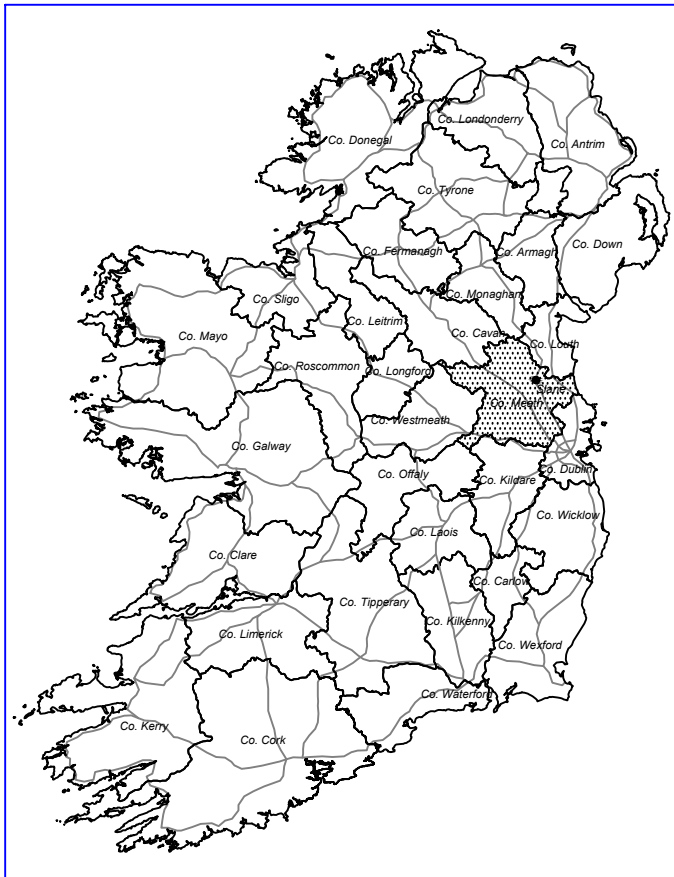 Co. Londonderry
Co. Donegal
Co. Antrim
Co. Tyrone
Co. Fermanagh
Co. Armagh
Co. Down
Co. Monaghan
Co. Sligo
Co. Leitrim
Co. Cavan
Co. Mayo
Co. Louth
Co. Roscommon
Co. Longford
Slane
Co. Meath
Co. Westmeath
Co. Galway
Co. Dublin
Co. Offaly
Co. Kildare
Co. Wicklow
Co. Laois
Co. Clare
Co. Carlow
Co. Tipperary
Co. Kilkenny
Co. Limerick
Co. Wexford
Co. Waterford
Co. Kerry
Co. Cork